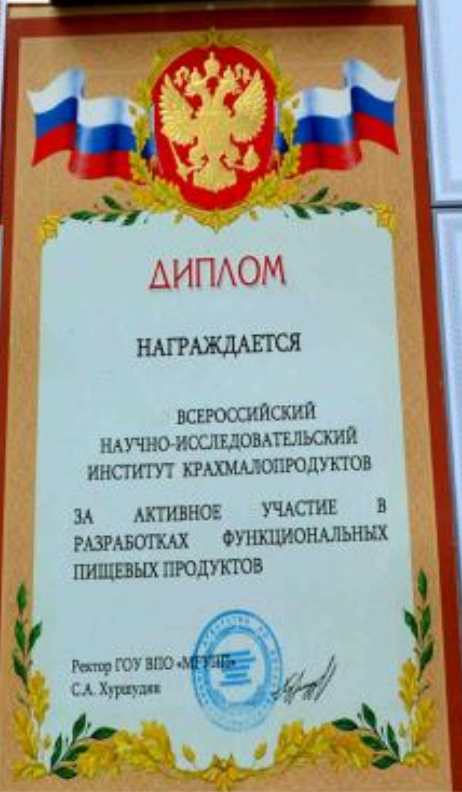 ДИПЛОМ
НАГРАЖДАЕТСЯ
ВСЕРОССИЙСКИЙ
НАУЧНО-ИССЛЕДОВАТЕЛЬСКИЙ
ИНСТИТУТ КРАХМАЛОПРОДУКТОВ
ЗА АКТИВНОЕ УЧАСТИЕ В
РАЗРАБОТКАХ ФУНКЦИОНАЛЬНЫХ
ПИЩЕВЫХ ПРОДУКТОВ
Ректор ГОУ ВПО «МГУПП»
С.А. Хуршудян